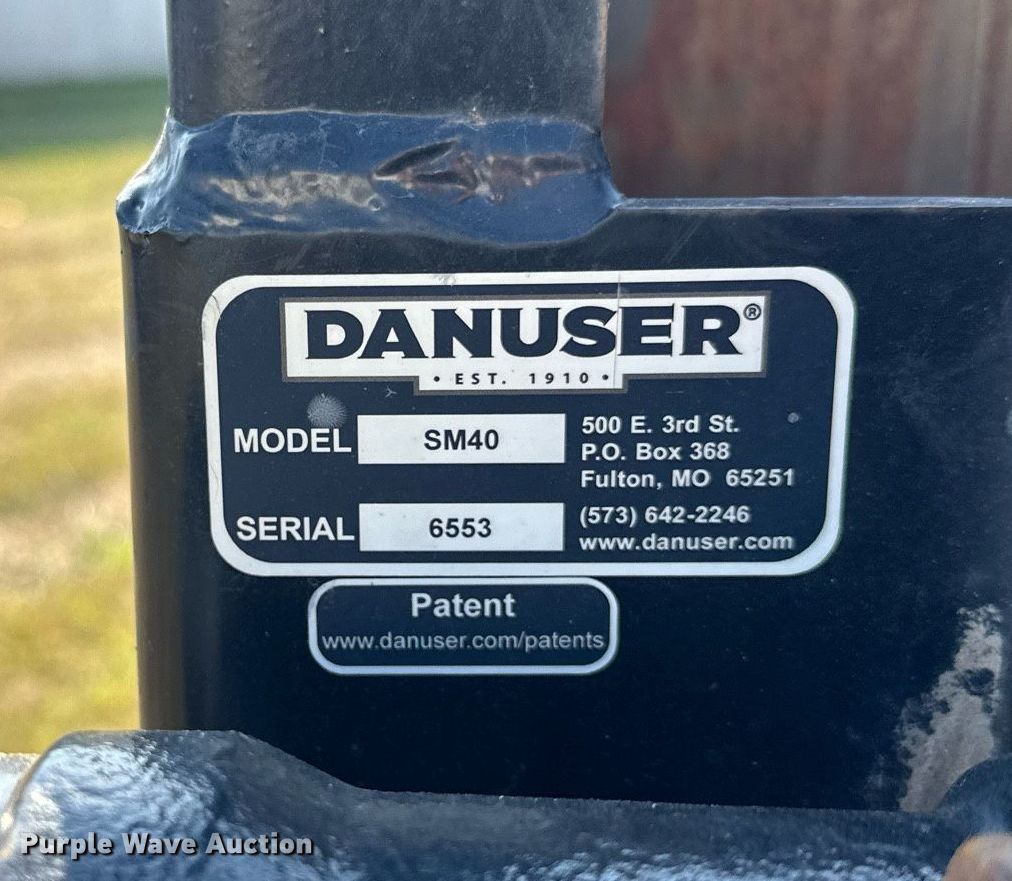 DANUSER®
• EST. 1910 •
MODEL SM40
500 E. 3rd St.
P.O. Box 368
Fulton, MO 65251
SERIAL 6553
(573) 642-2246
www.danuser.com
Patent
www.danuser.com/patents
Purple Wave Auction